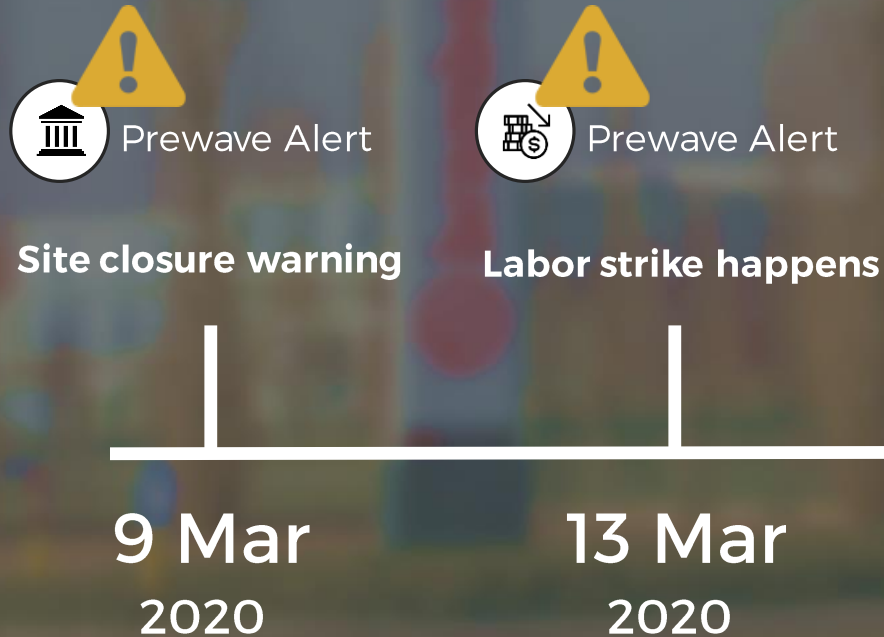 Prewave Alert
Prewave Alert
Site closure warning
Labor strike happens
9 Mar
2020
13 Mar
2020